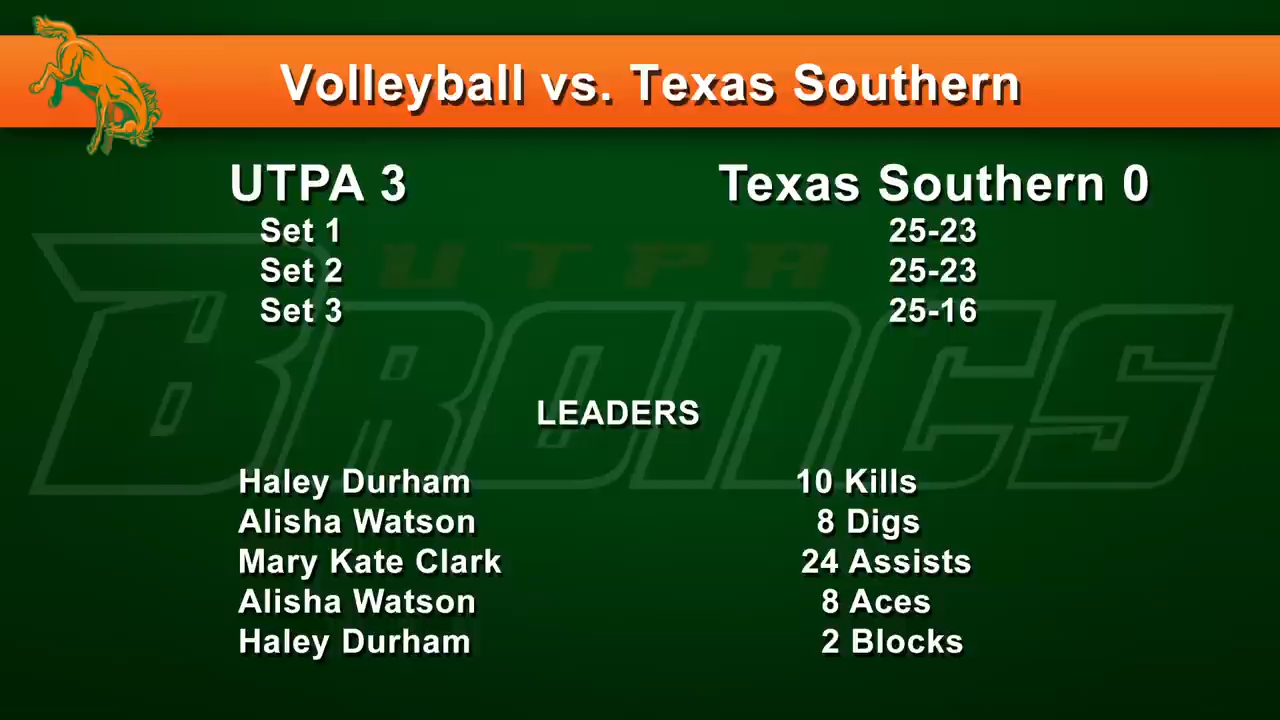 Volleyball vs. Texas Southern
UTPA 3 Texas Southern 0
Set 1 25-23
Set 2 25-23
Set 3 25-16
UTPA
BRONCS
LEADERS
Haley Durham 10 Kills
Alisha Watson 8 Digs
Mary Kate Clark 24 Assists
Alisha Watson 8 Aces
Haley Durham 2 Blocks